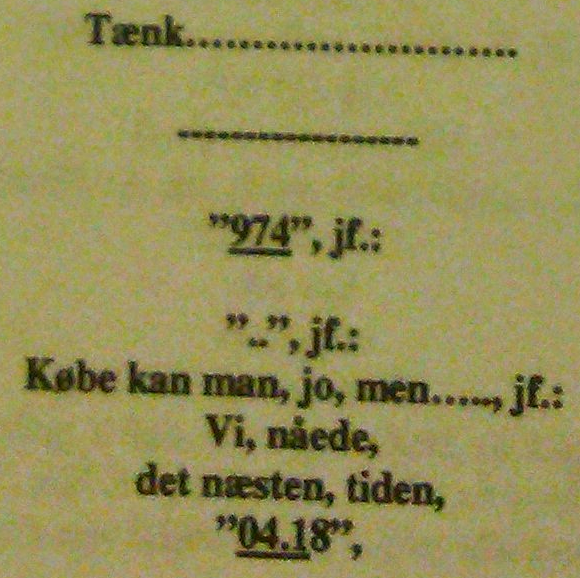 Tænk..........................
--------------------
”974”, jf.:
”..”, jf.:
Købe kan man, jo, men....., jf.:
Vi, nåede,
det næsten, tiden,
”04.18”,